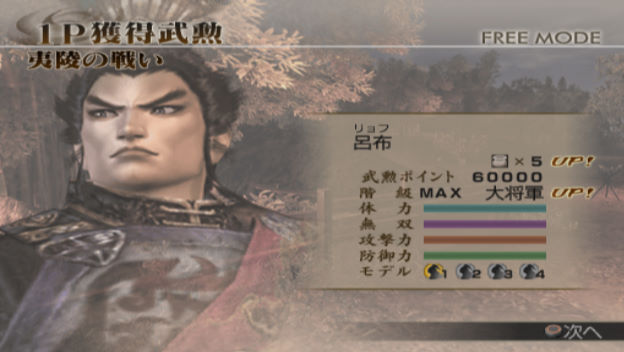 1P獲得武勲
FREE MODE
夷陵の戦い
リョフ
呂布
×5 UP!
武勲ポイント 60000
階級 MAX 大将軍 UP!
体力
無双
攻撃力
防御力
モデル 1 2 3 4
次へ